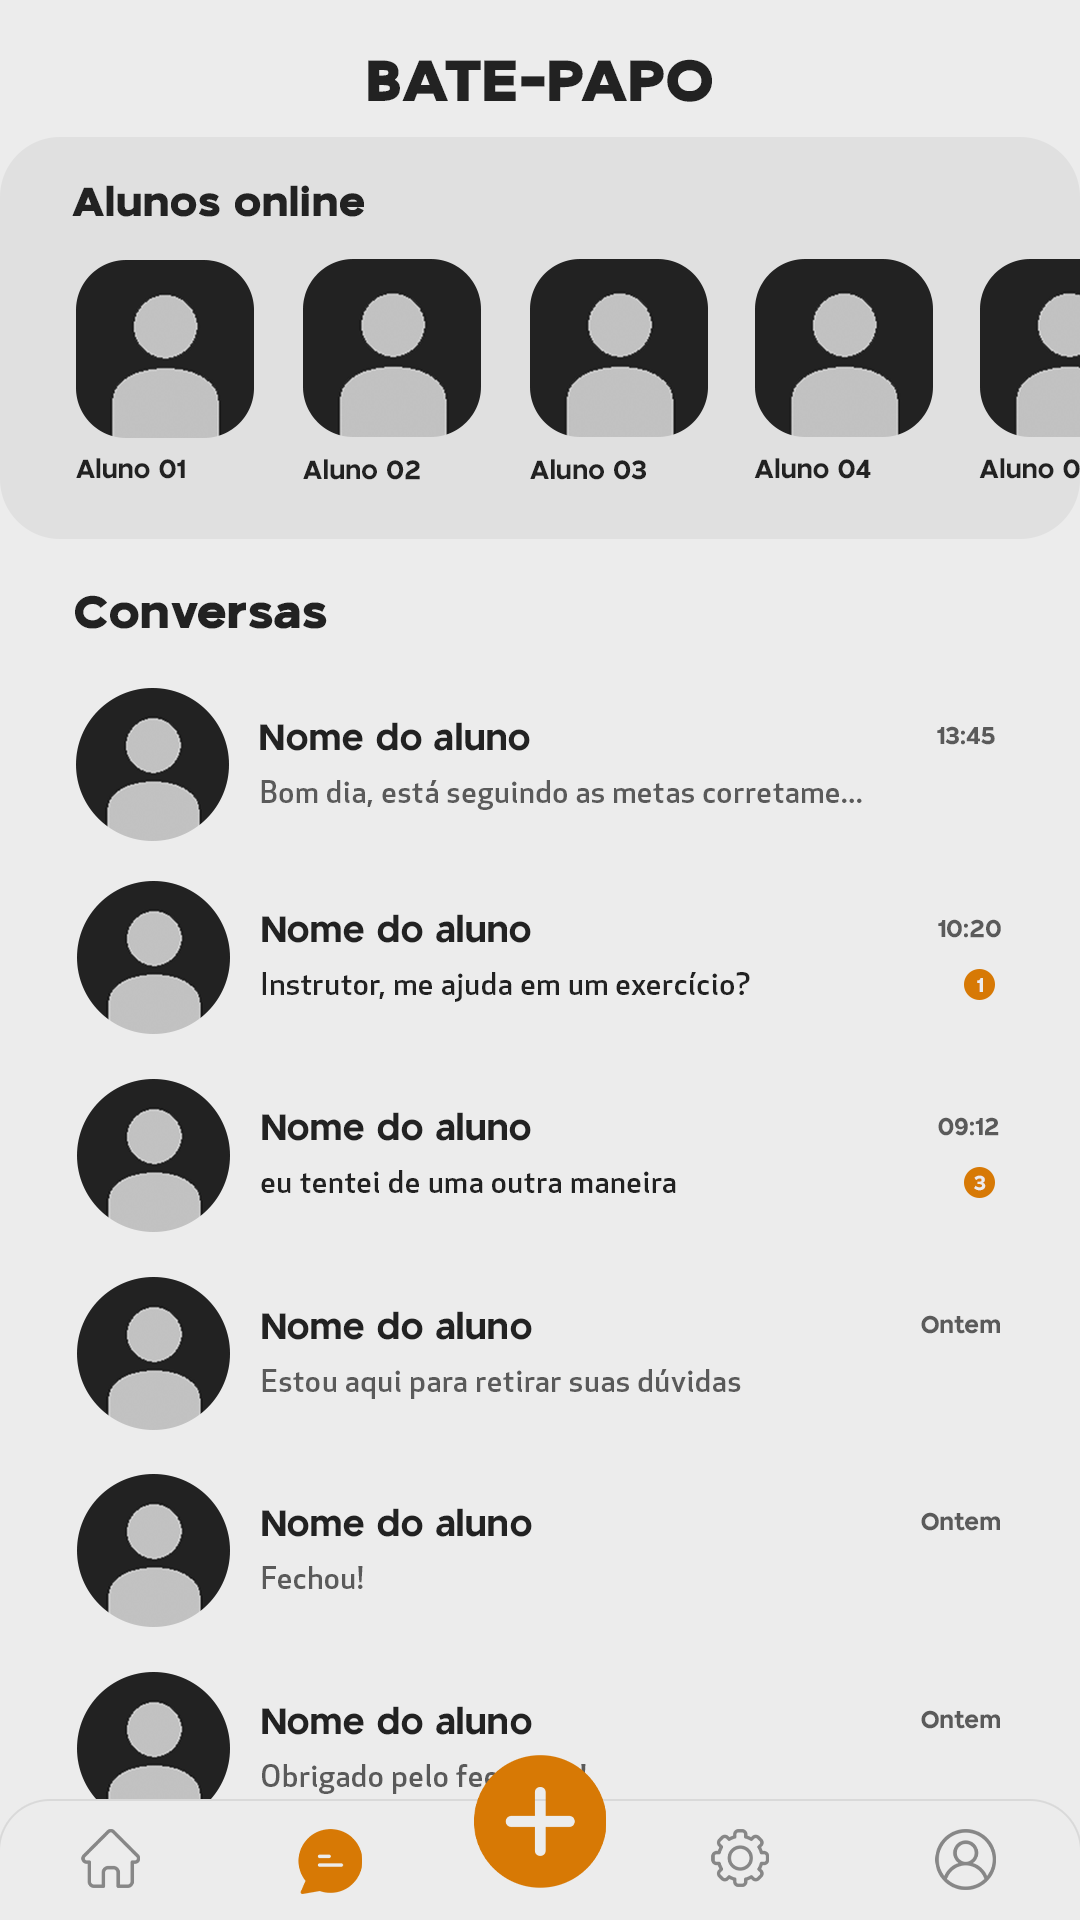 BATE-PAPO
Alunos online
Aluno 01 Aluno 02 Aluno 03 Aluno 04 Aluno 0
Conversas
Nome do aluno 13:45
Bom dia, está seguindo as metas corretame...
Nome do aluno 10:20
Instrutor, me ajuda em um exercício? 1
Nome do aluno 09:12
eu tentei de uma outra maneira 3
Nome do aluno Ontem
Estou aqui para retirar suas dúvidas
Nome do aluno Ontem
Fechou!
Nome do aluno Ontem
Obrigado pelo